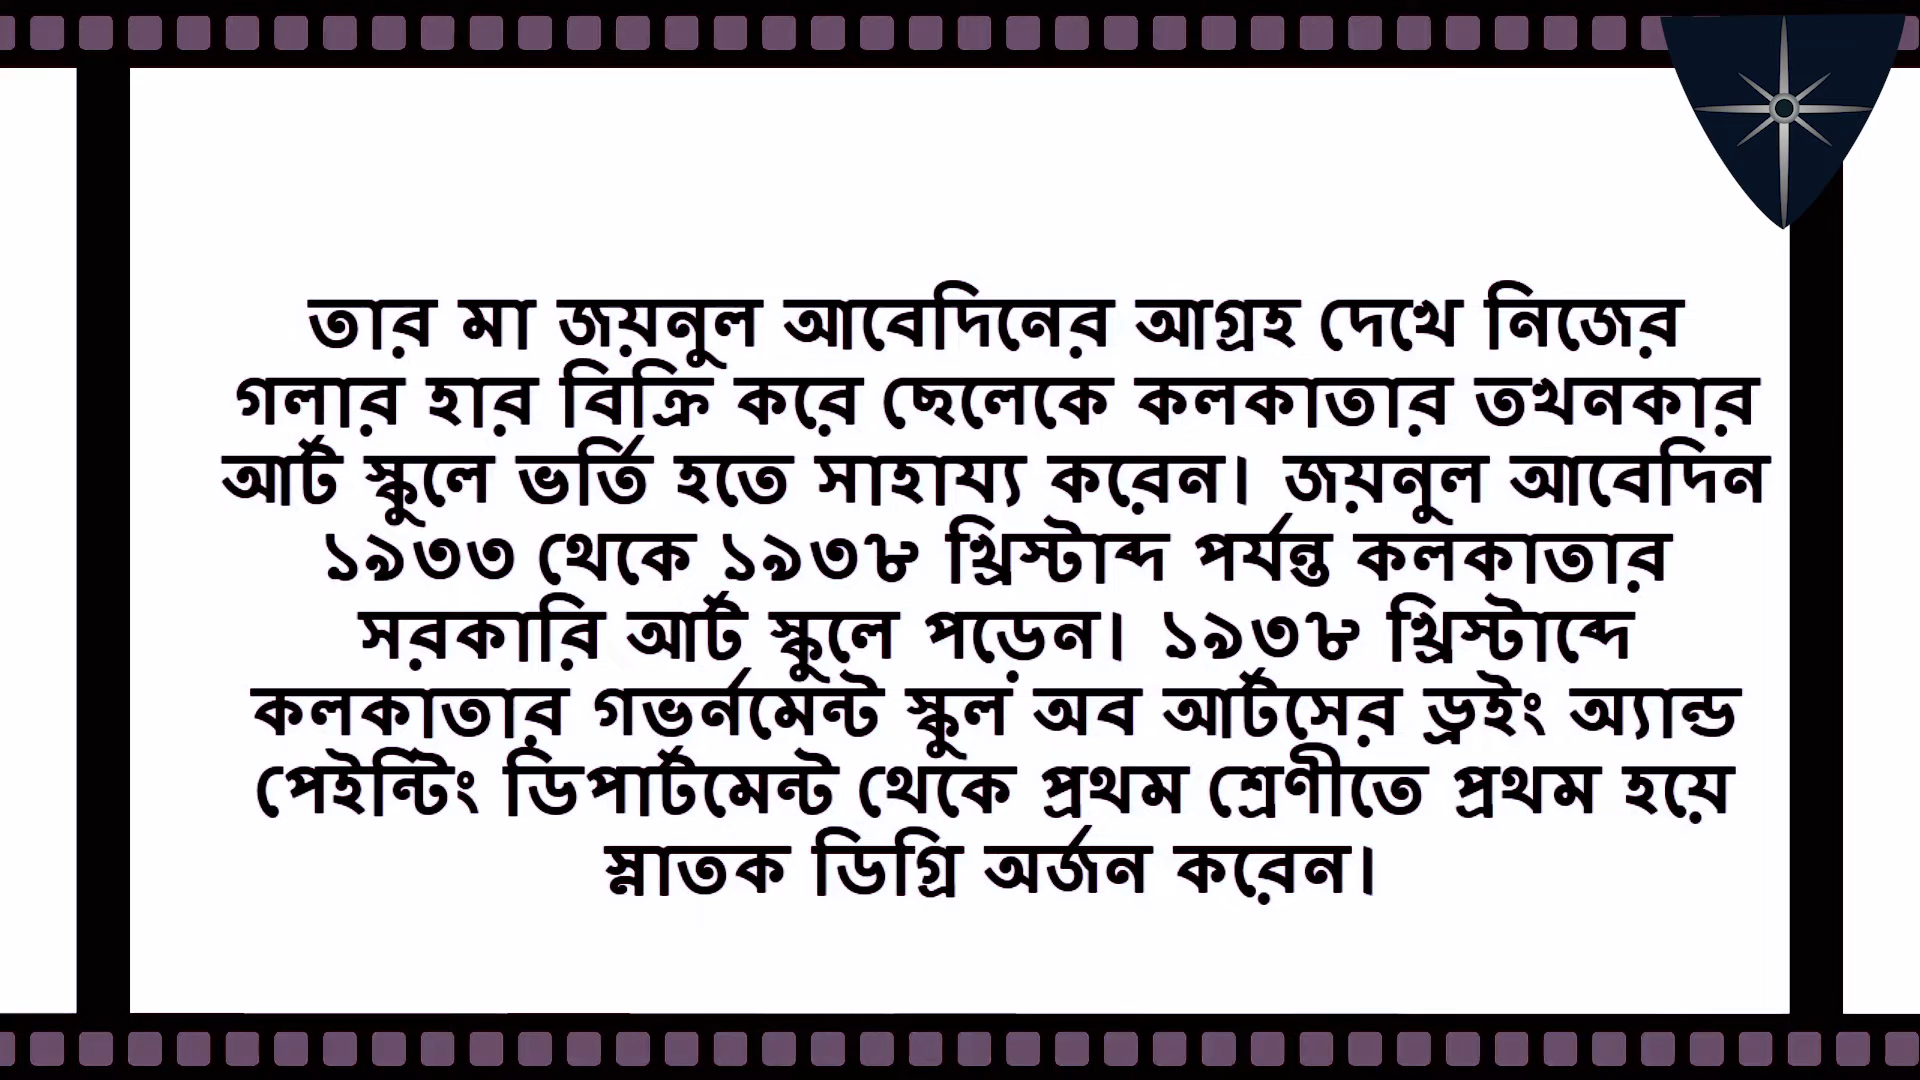 তার মা জয়নুল আবেদিনের আগ্রহ দেখে নিজের
গলার হার বিক্রি করে ছেলেকে কলকাতার তখনকার
আর্ট স্কুলে ভর্তি হতে সাহায্য করেন। জয়নুল আবেদিন
১৯৩৩ থেকে ১৯৩৮ খ্রিস্টাব্দ পর্যন্ত কলকাতার
সরকারি আর্ট স্কুলে পড়েন। ১৯৩৮ খ্রিস্টাব্দে
কলকাতার গভর্নমেন্ট স্কুল অব আর্টসের ড্রইং অ্যান্ড
পেইন্টিং ডিপার্টমেন্ট থেকে প্রথম শ্রেণীতে প্রথম হয়ে
স্নাতক ডিগ্রি অর্জন করেন।